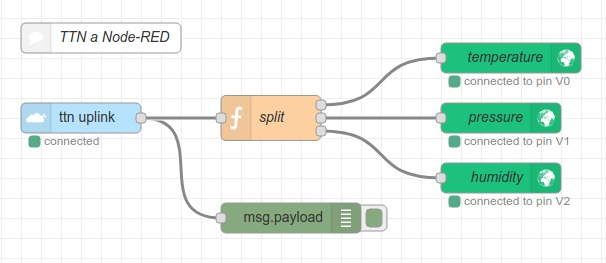 TTN a Node-RED
temperature
connected to pin V0
ttn uplink
connected
split
pressure
connected to pin V1
humidity
connected to pin V2
msg.payload